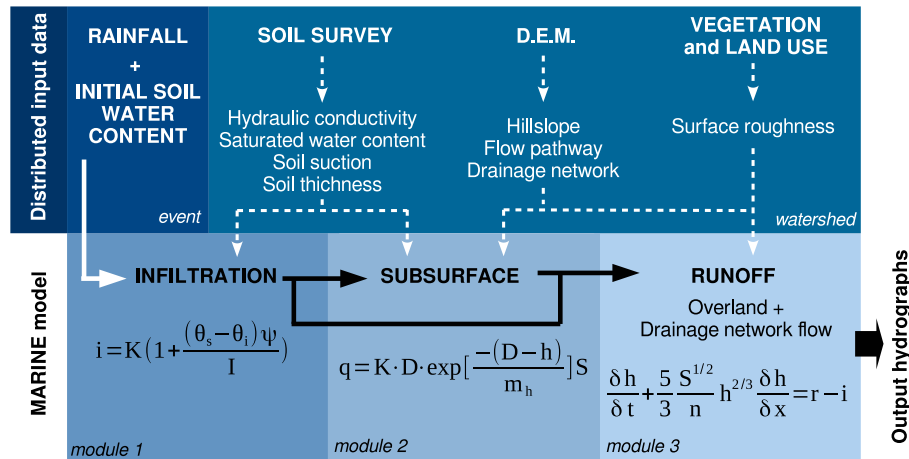 Distributed input data
RAINFALL
+
INITIAL SOIL
WATER
CONTENT
event
SOIL SURVEY
Hydraulic conductivity
Saturated water content
Soil suction
Soil thickness
D.E.M.
Hillslope
Flow pathway
Drainage network
VEGETATION
and LAND USE
Surface roughness
watershed
MARINE model
INFILTRATION
i=K(1+(θs−θi)ψ/I)
module 1
SUBSURFACE
q=K·D·exp[−(D−h)/mh]S
module 2
RUNOFF
Overland +
Drainage network flow
δh/δt+5/3 S^1/2/n h^2/3 δh/δx=r−i
module 3
Output hydrographs